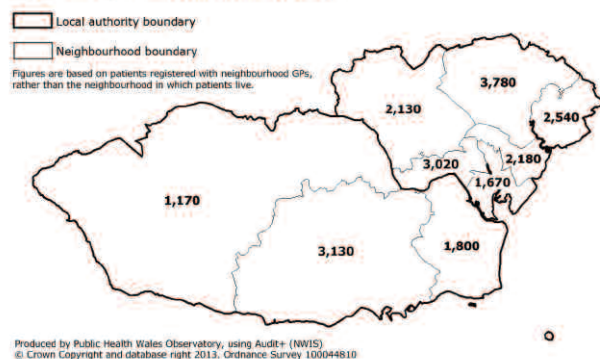 Local authority boundary
Neighbourhood boundary
Figures are based on patients registered with neighbourhood GPs,
rather than the neighbourhood in which patients live.
3,780
2,130
2,540
3,020
2,180
1,670
1,170
3,130
1,800
Produced by Public Health Wales Observatory, using Audit+ (NWIS)
© Crown Copyright and database right 2013, Ordnance Survey 100044810